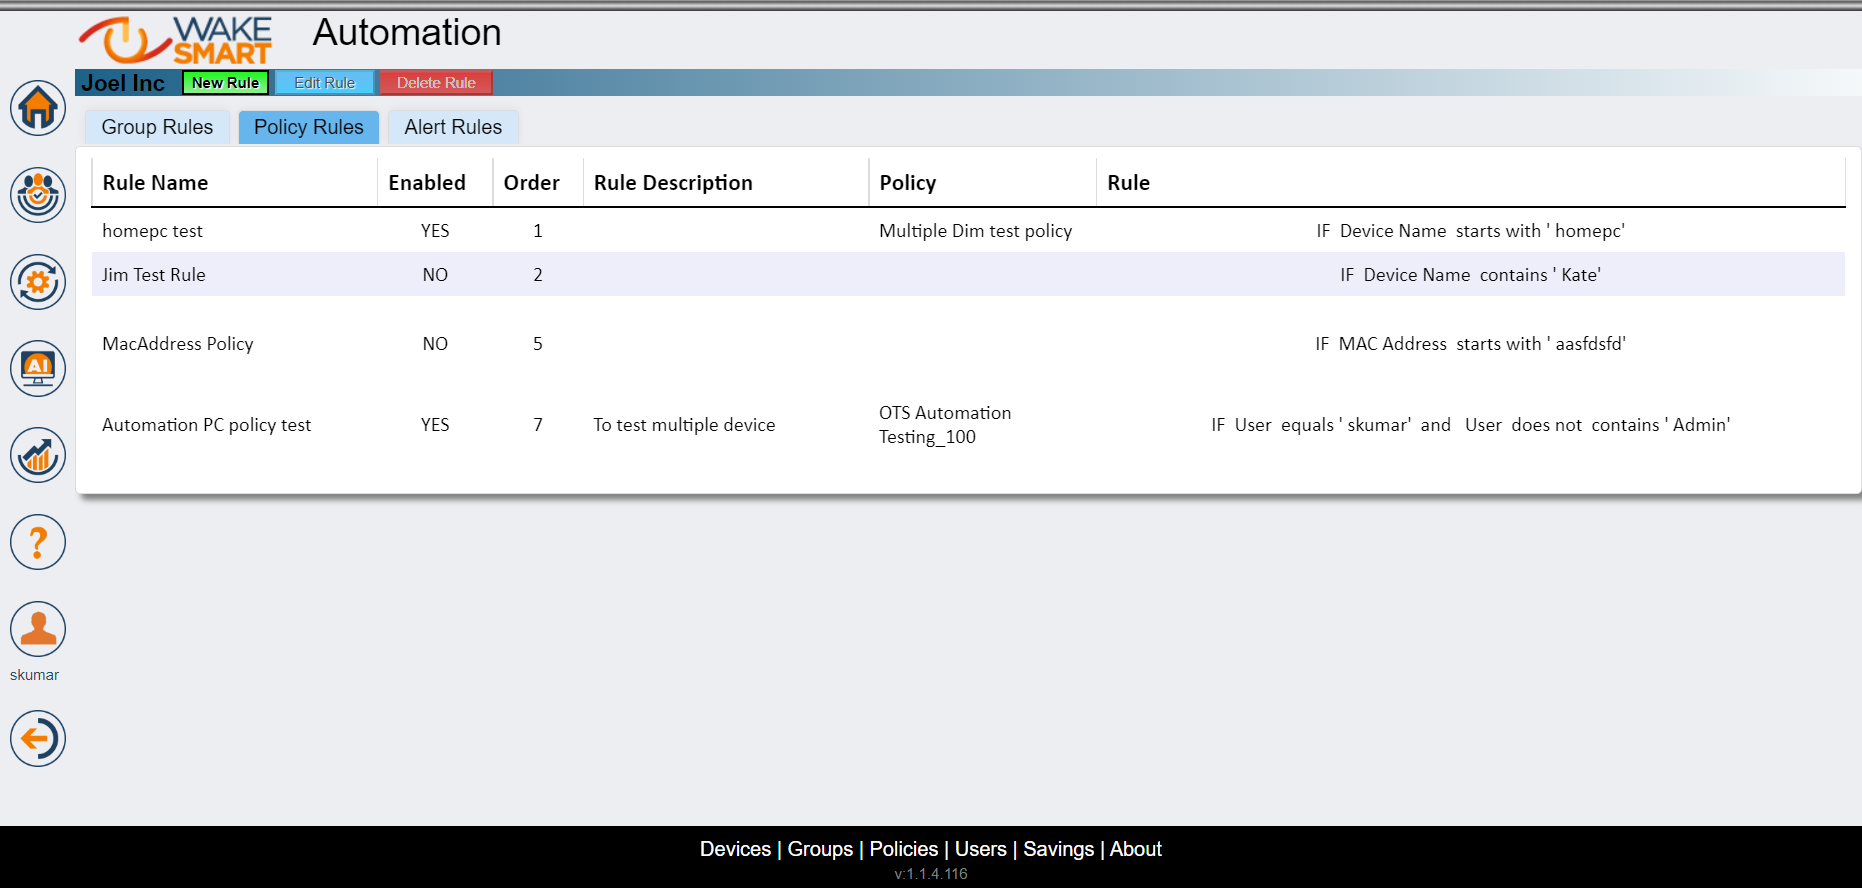 WAKE
SMART
Automation
Joel Inc New Rule Edit Rule Delete Rule
Group Rules Policy Rules Alert Rules
Rule Name Enabled Order Rule Description Policy Rule
homepc test YES 1 Multiple Dim test policy IF Device Name starts with ' homepc'
Jim Test Rule NO 2 IF Device Name contains ' Kate'
MacAddress Policy NO 5 IF MAC Address starts with ' aasfdsfd'
Automation PC policy test YES 7 To test multiple device OTS Automation Testing_100 IF User equals ' skumar' and User does not contains ' Admin'
AI
?
skumar
Devices | Groups | Policies | Users | Savings | About
v:1.1.4.116